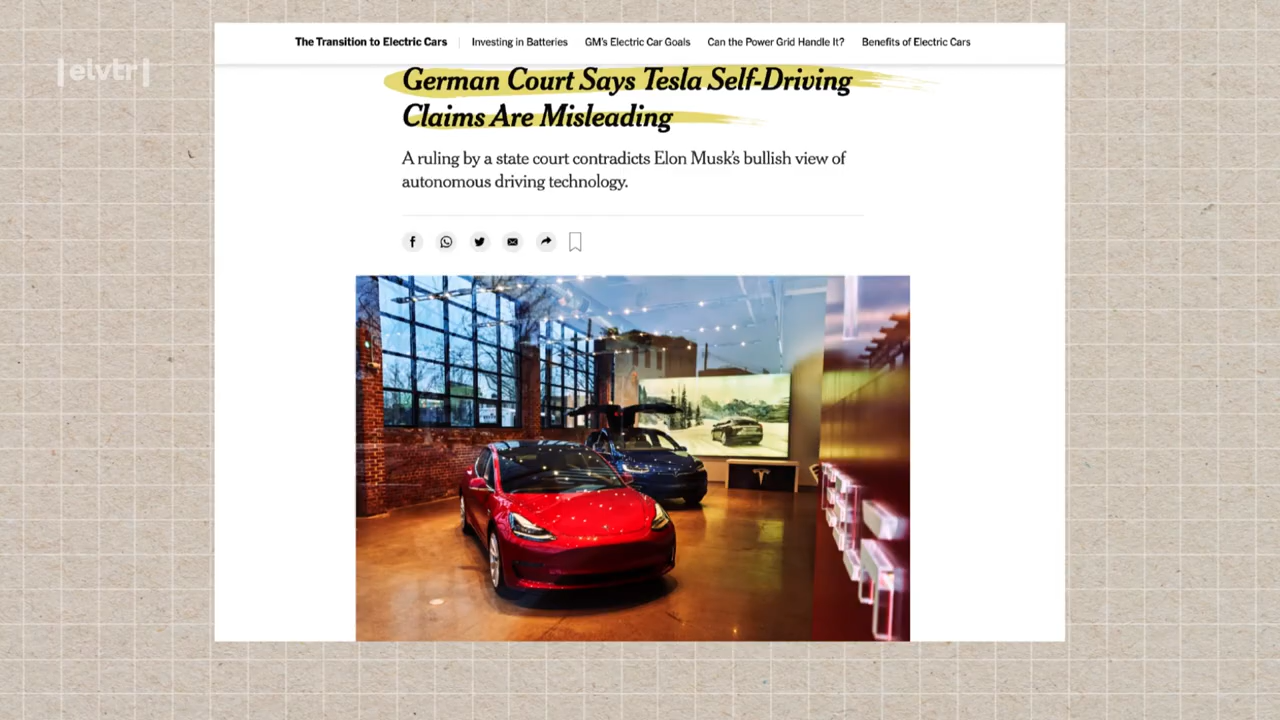 The Transition to Electric Cars Investing in Batteries GM's Electric Car Goals Can the Power Grid Handle It? Benefits of Electric Cars
|elvtr|
German Court Says Tesla Self-Driving
Claims Are Misleading
A ruling by a state court contradicts Elon Musk's bullish view of
autonomous driving technology.